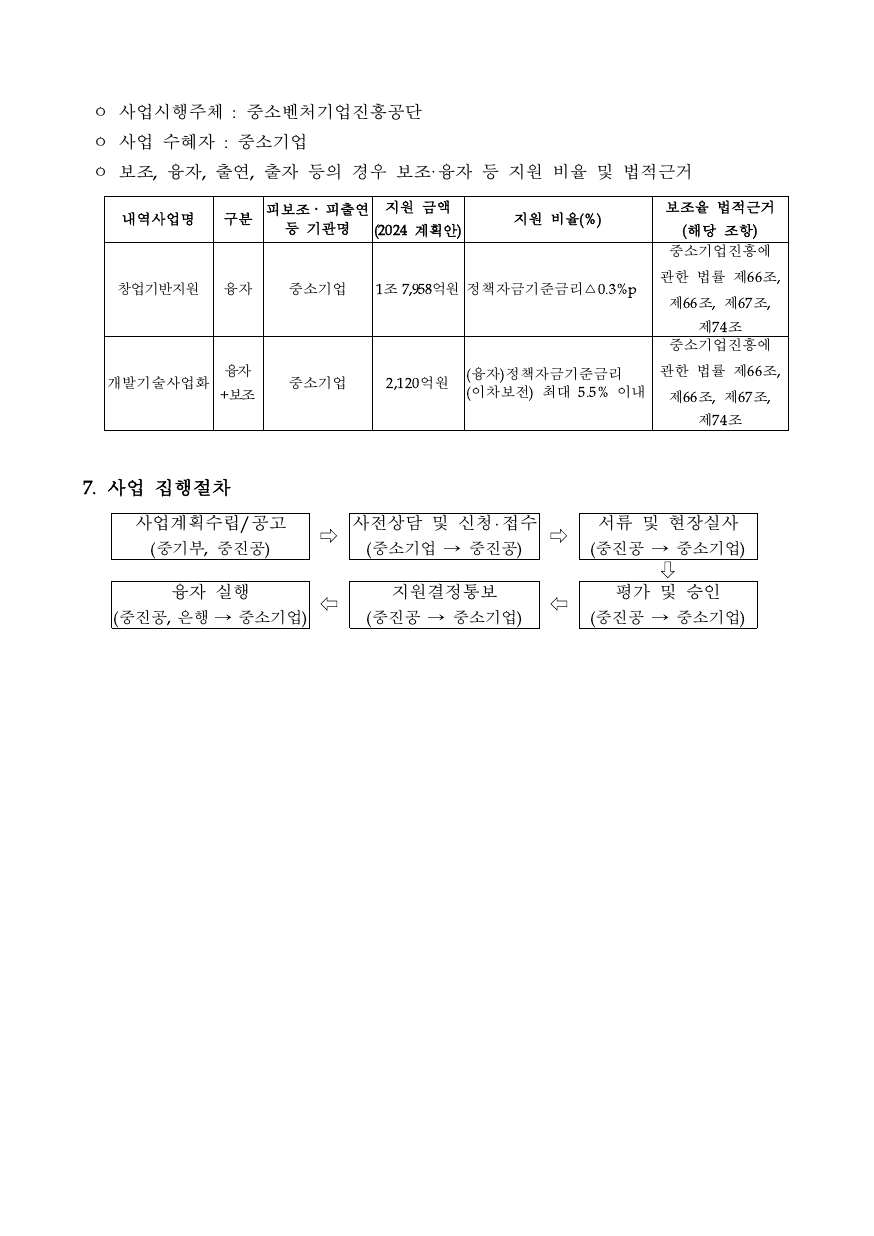 ㅇ 사업시행주체 : 중소벤처기업진흥공단
ㅇ 사업 수혜자 : 중소기업
ㅇ 보조, 융자, 출연, 출자 등의 경우 보조·융자 등 지원 비율 및 법적근거
내역사업명
구분
피보조·피출연
등 기관명
지원 금액
(2024 계획안)
지원 비율(%)
보조율 법적근거
(해당 조항)
창업기반지원
융자
중소기업
1조 7,958억원
정책자금기준금리△0.3%p
중소기업진흥에
관한 법률 제66조,
제66조, 제67조,
제74조
개발기술사업화
융자
+보조
중소기업
2,120억원
(융자)정책자금기준금리
(이차보전) 최대 5.5% 이내
중소기업진흥에
관한 법률 제66조,
제66조, 제67조,
제74조
7. 사업 집행절차
사업계획수립/공고
(중기부, 중진공)
⇨
사전상담 및 신청·접수
(중소기업 → 중진공)
⇨
서류 및 현장실사
(중진공 → 중소기업)
⇩
융자 실행
(중진공, 은행 → 중소기업)
⇦
지원결정통보
(중진공 → 중소기업)
⇦
평가 및 승인
(중진공 → 중소기업)